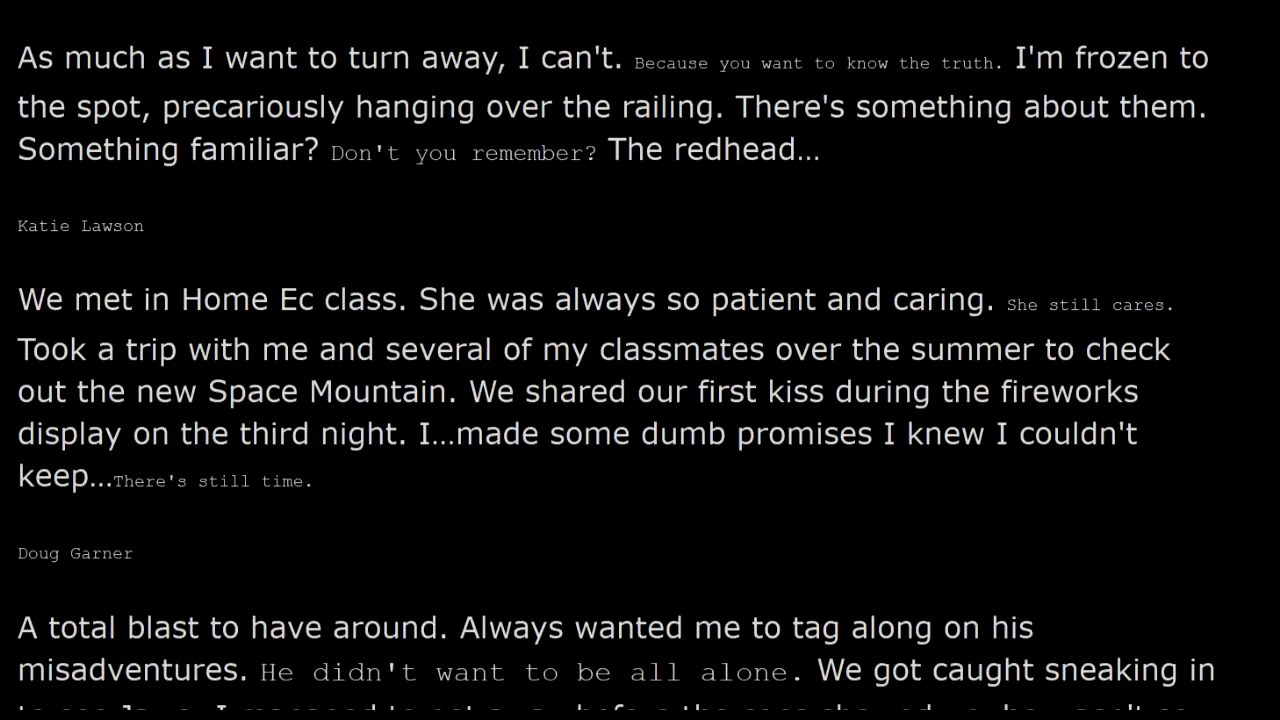 As much as I want to turn away, I can't. Because you want to know the truth. I'm frozen to
the spot, precariously hanging over the railing. There's something about them.
Something familiar? Don't you remember? The redhead...
Katie Lawson
We met in Home Ec class. She was always so patient and caring. She still cares.
Took a trip with me and several of my classmates over the summer to check
out the new Space Mountain. We shared our first kiss during the fireworks
display on the third night. I...made some dumb promises I knew I couldn't
keep...There's still time.
Doug Garner
A total blast to have around. Always wanted me to tag along on his
misadventures. He didn't want to be all alone. We got caught sneaking in